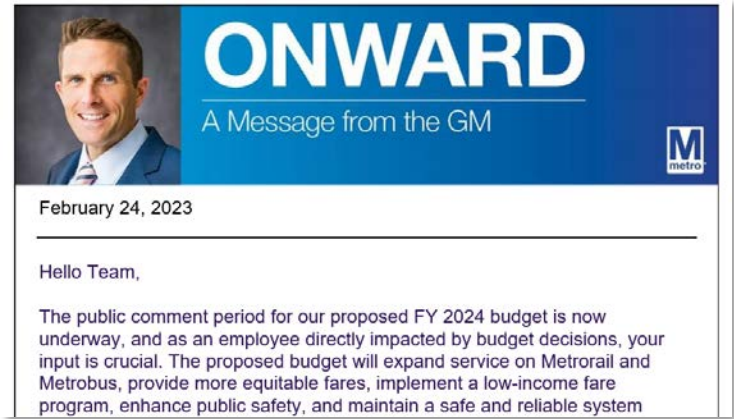 ONWARD
A Message from the GM
M
metro
February 24, 2023
Hello Team,
The public comment period for our proposed FY 2024 budget is now
underway, and as an employee directly impacted by budget decisions, your
input is crucial. The proposed budget will expand service on Metrorail and
Metrobus, provide more equitable fares, implement a low-income fare
program, enhance public safety, and maintain a safe and reliable system